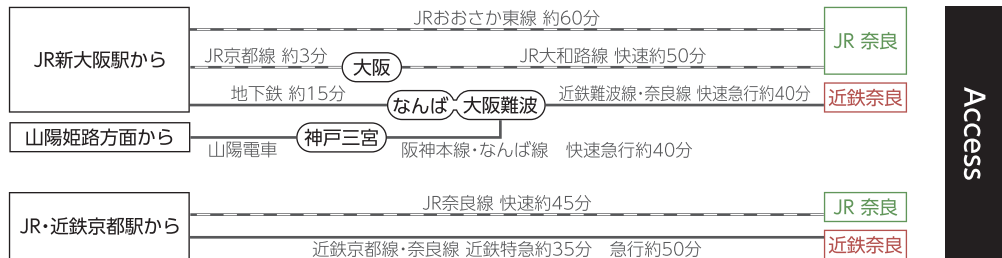 JRおおさか東線 約60分
JR新大阪駅から
JR 奈良
JR京都線 約3分
大阪
JR大和路線 快速約50分
地下鉄 約15分
なんば
大阪難波
近鉄難波線・奈良線 快速急行約40分
近鉄奈良
山陽姫路方面から
山陽電車
神戸三宮
阪神本線・なんば線 快速急行約40分
JR奈良線 快速約45分
JR 奈良
JR・近鉄京都駅から
近鉄京都線・奈良線 近鉄特急約35分 急行約50分
近鉄奈良
Access